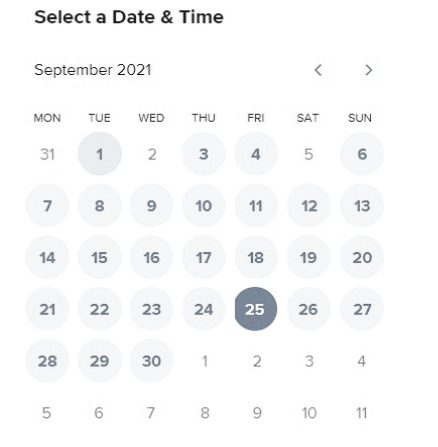 Select a Date & Time
September 2021
MON TUE WED THU FRI SAT SUN
31 1 2 3 4 5 6
7 8 9 10 11 12 13
14 15 16 17 18 19 20
21 22 23 24 25 26 27
28 29 30 1 2 3 4
5 6 7 8 9 10 11